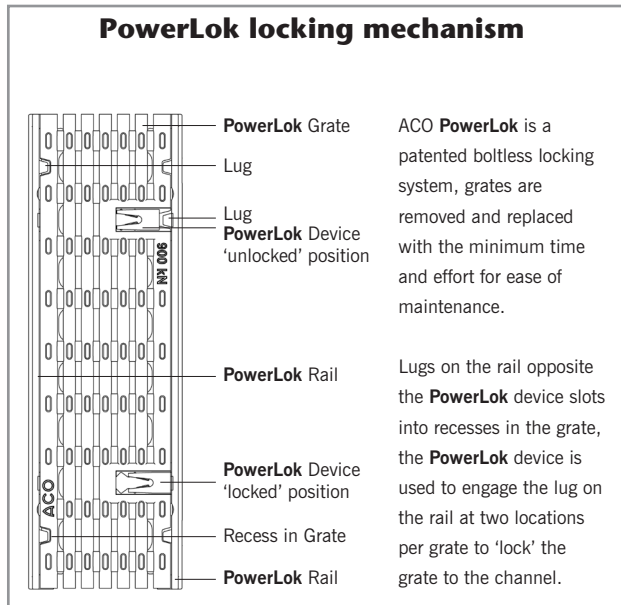 PowerLok locking mechanism
PowerLok Grate
Lug
Lug
PowerLok Device
‘unlocked’ position
900 kN
PowerLok Rail
PowerLok Device
‘locked’ position
ACO
Recess in Grate
PowerLok Rail
ACO PowerLok is a
patented boltless locking
system, grates are
removed and replaced
with the minimum time
and effort for ease of
maintenance.
Lugs on the rail opposite
the PowerLok device slots
into recesses in the grate,
the PowerLok device is
used to engage the lug on
the rail at two locations
per grate to ‘lock’ the
grate to the channel.